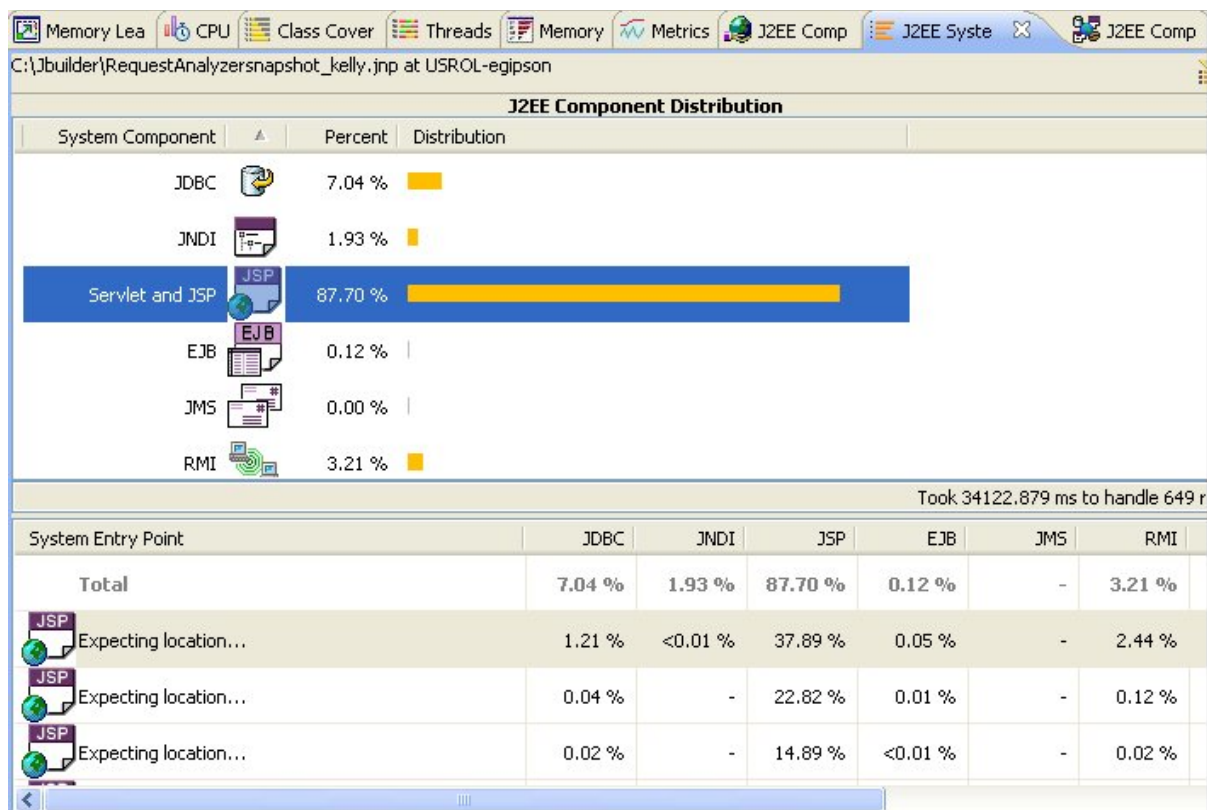 Memory Lea CPU Class Cover Threads Memory Metrics J2EE Comp J2EE Syste J2EE Comp
C:\Jbuilder\RequestAnalyzersnapshot_kelly.jnp at USROL-egipson
J2EE Component Distribution
System Component Percent Distribution
JDBC 7.04 %
JNDI 1.93 %
Servlet and JSP JSP 87.70 %
EJB EJB 0.12 %
JMS 0.00 %
RMI 3.21 %
Took 34122.879 ms to handle 649 r
System Entry Point JDBC JNDI JSP EJB JMS RMI
Total 7.04 % 1.93 % 87.70 % 0.12 % - 3.21 %
JSP Expecting location... 1.21 % <0.01 % 37.89 % 0.05 % - 2.44 %
JSP Expecting location... 0.04 % - 22.82 % 0.01 % - 0.12 %
JSP Expecting location... 0.02 % - 14.89 % <0.01 % - 0.02 %